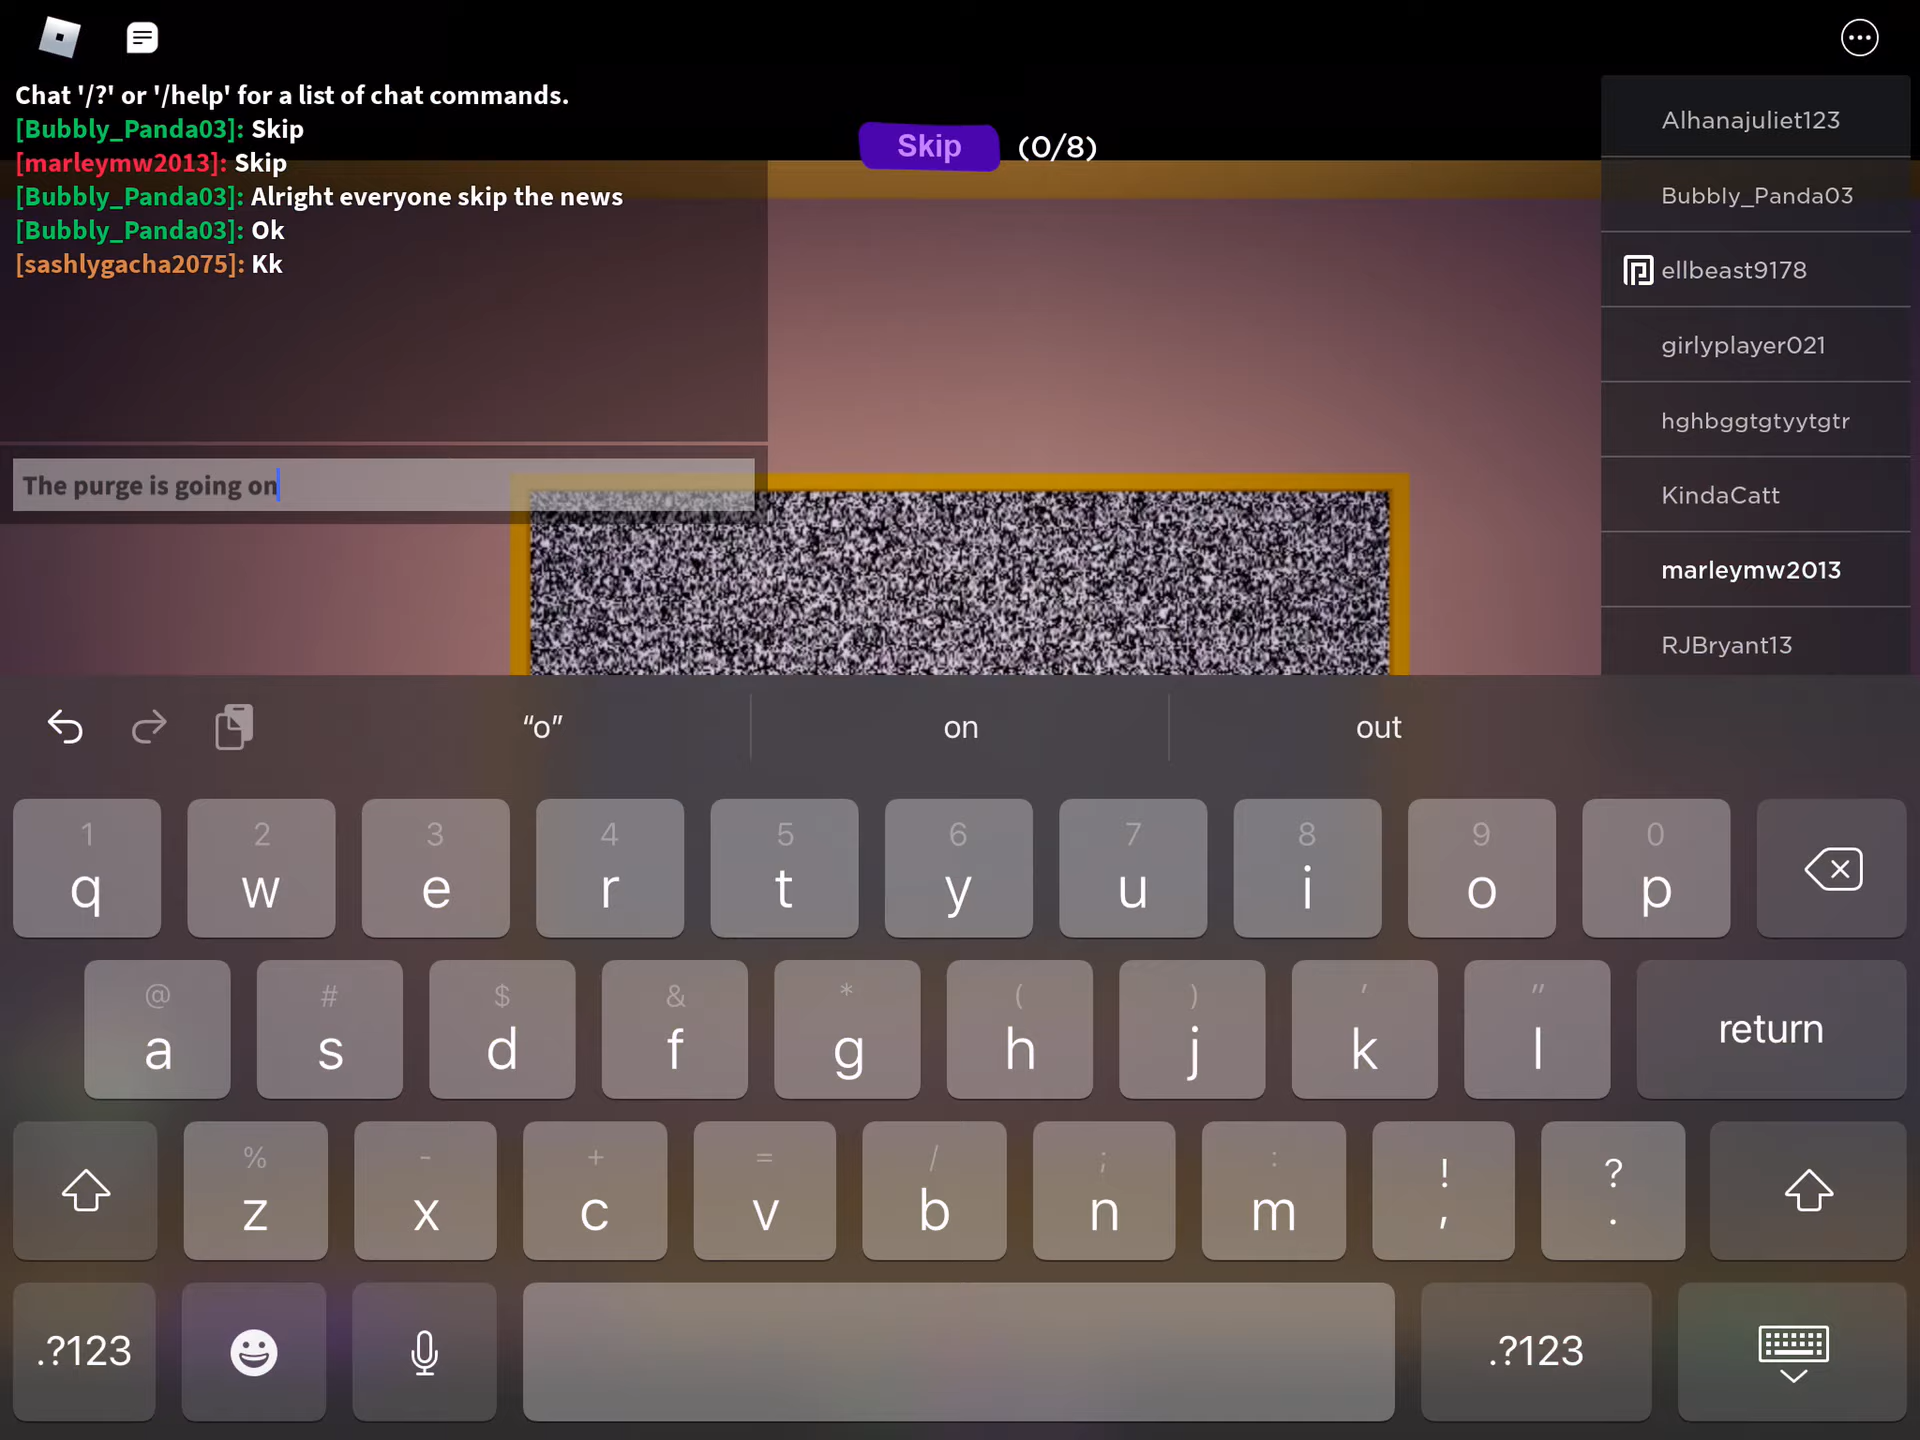 Chat '/?' or '/help' for a list of chat commands.
[Bubbly_Panda03]: Skip
[marleymw2013]: Skip
[Bubbly_Panda03]: Alright everyone skip the news
[Bubbly_Panda03]: Ok
[sashlygacha2075]: Kk
Skip (0/8)
Alhanajuliet123
Bubbly_Panda03
ellbeast9178
girlyplayer021
hghbggtgtyytgtr
KindaCatt
marleymw2013
RJBryant13
The purge is going on
“o” on out
1 2 3 4 5 6 7 8 9 0
q w e r t y u i o p
@ # $ & * ( ) ' "
a s d f g h j k l return
% - + = / ; : ! ?
z x c v b n m , .
.?123 .?123